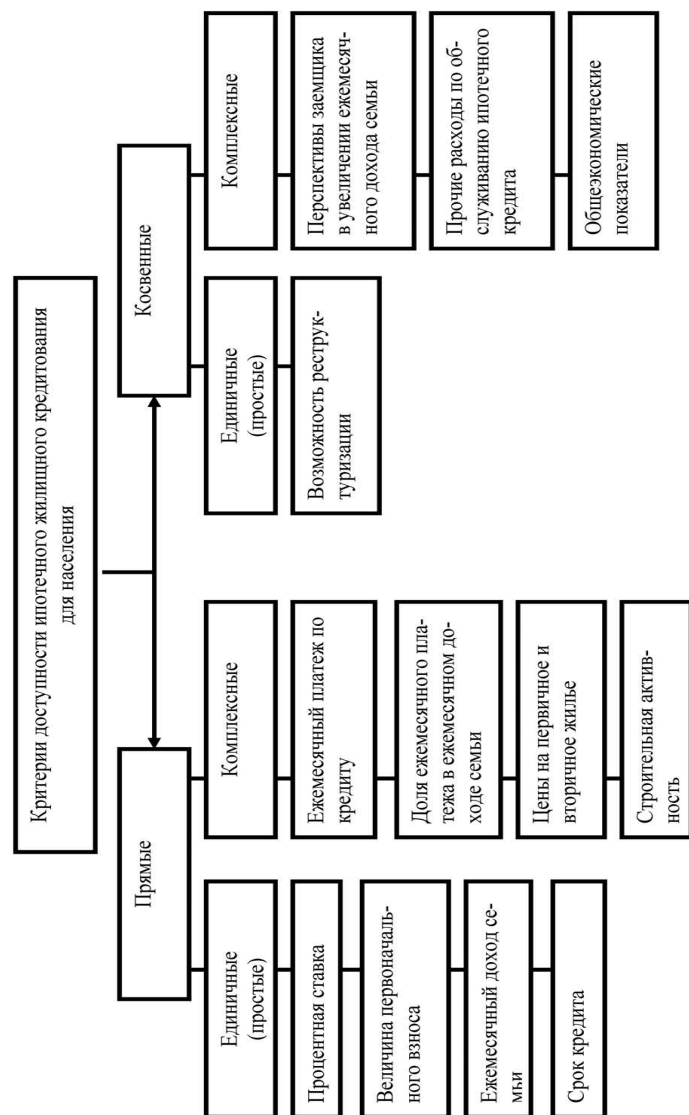 Критерии доступности ипотечного жилищного кредитования
для населения
Прямые
Косвенные
Единичные
(простые)
Комплексные
Единичные
(простые)
Комплексные
Процентная ставка
Величина первоначаль-
ного взноса
Ежемесячный доход се-
мьи
Срок кредита
Ежемесячный платеж по
кредиту
Доля ежемесячного пла-
тежа в ежемесячном до-
ходе семьи
Цены на первичное и
вторичное жилье
Строительная актив-
ность
Возможность реструк-
туризации
Перспективы заемщика
в увеличении ежемесяч-
ного дохода семьи
Прочие расходы по об-
служиванию ипотечного
кредита
Общеэкономические
показатели